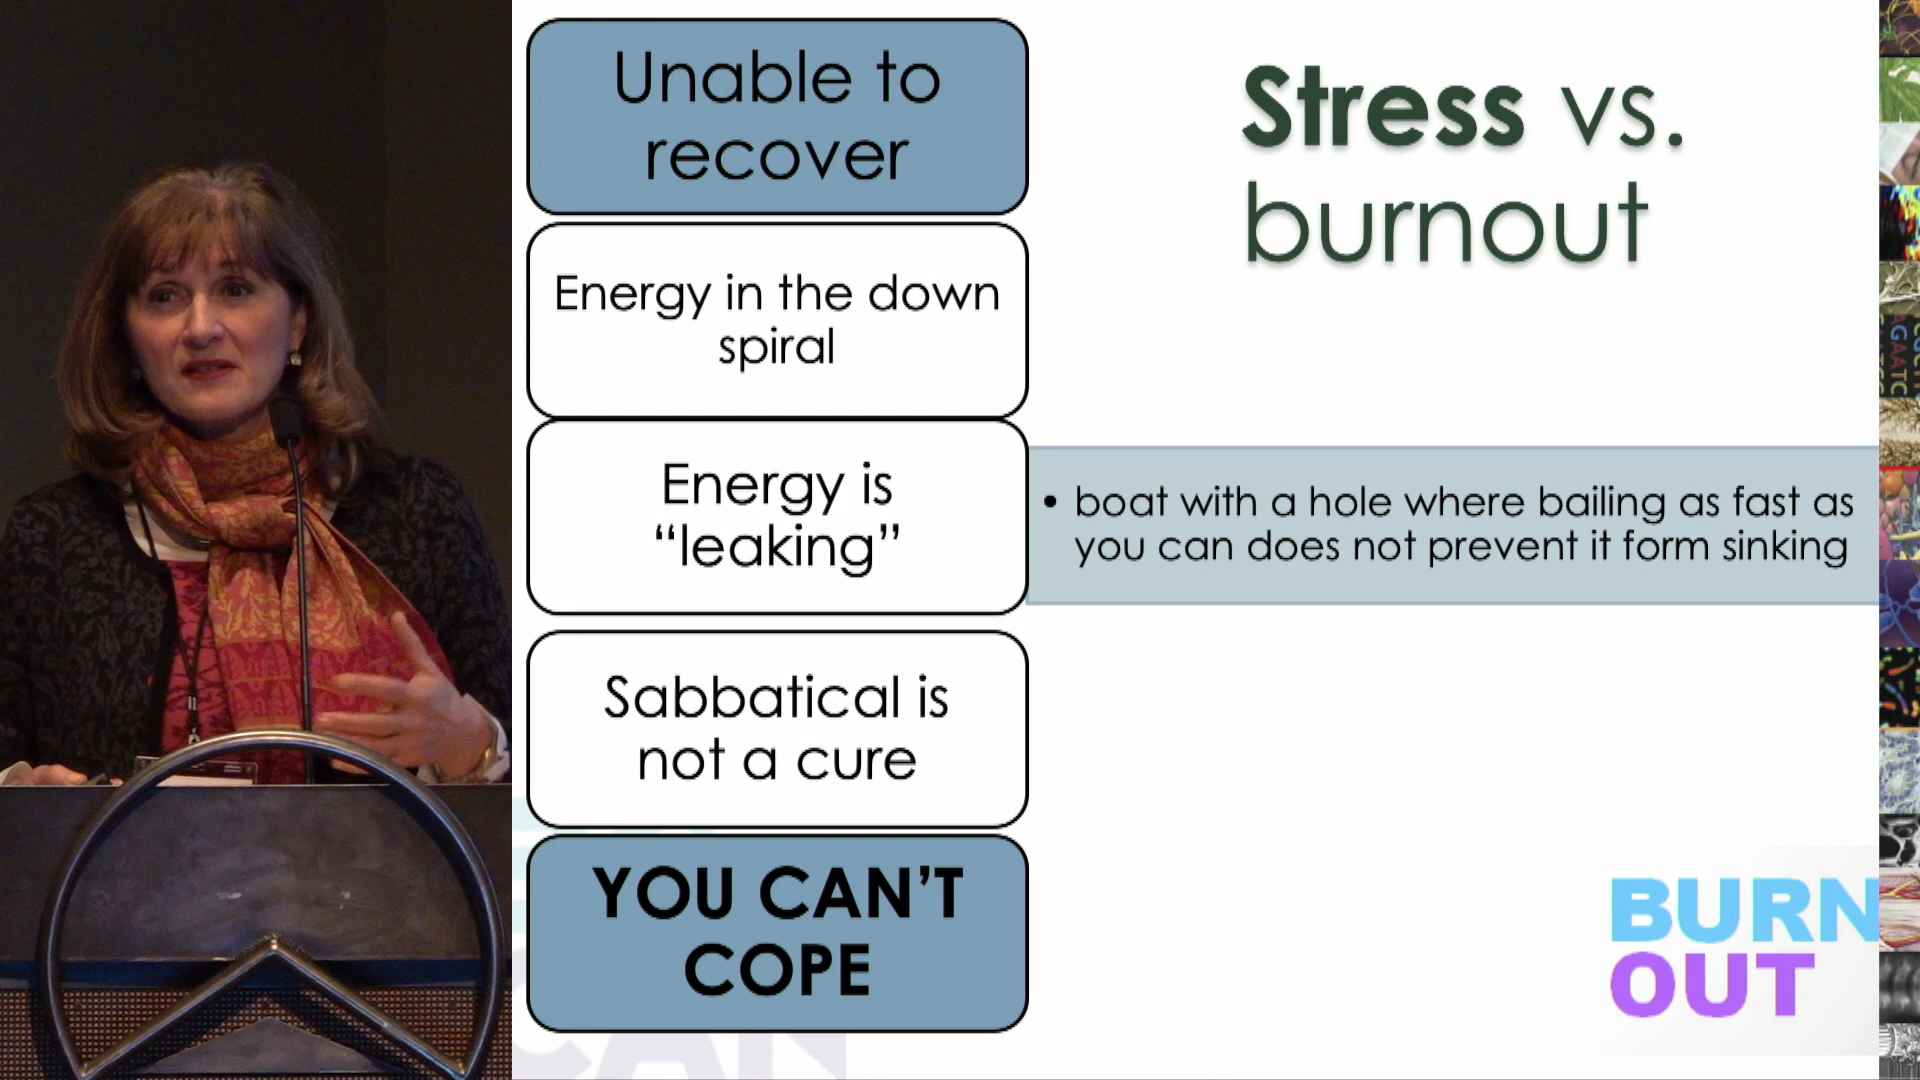 Unable to
recover
Energy in the down
spiral
Energy is
“leaking”
Sabbatical is
not a cure
YOU CAN’T
COPE
Stress vs.
burnout
• boat with a hole where bailing as fast as
you can does not prevent it form sinking
BURN
OUT